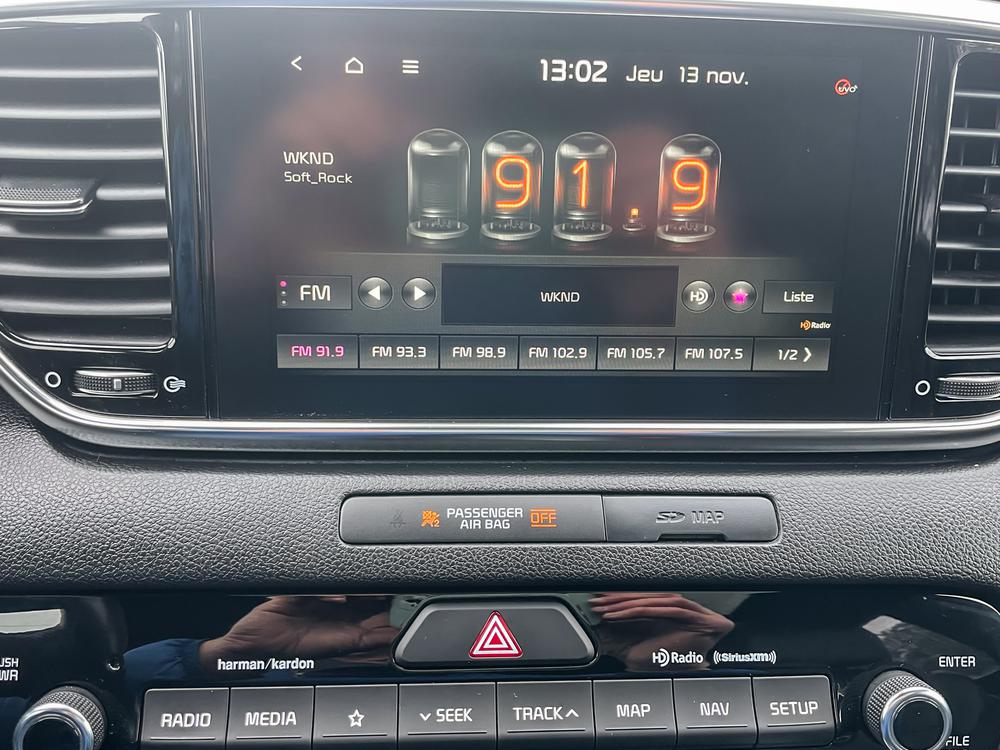 13:02 Jeu 13 nov.
UVO
WKND
Soft_Rock
91.9
FM
WKND
HD
Liste
HD Radio
FM 91.9 FM 93.3 FM 98.9 FM 102.9 FM 105.7 FM 107.5 1/2 ❯
PASSENGER
AIR BAG
OFF
SD MAP
harman/kardon
HD Radio ((SiriusXM))
ENTER
RADIO MEDIA SEEK TRACK MAP NAV SETUP
FILE